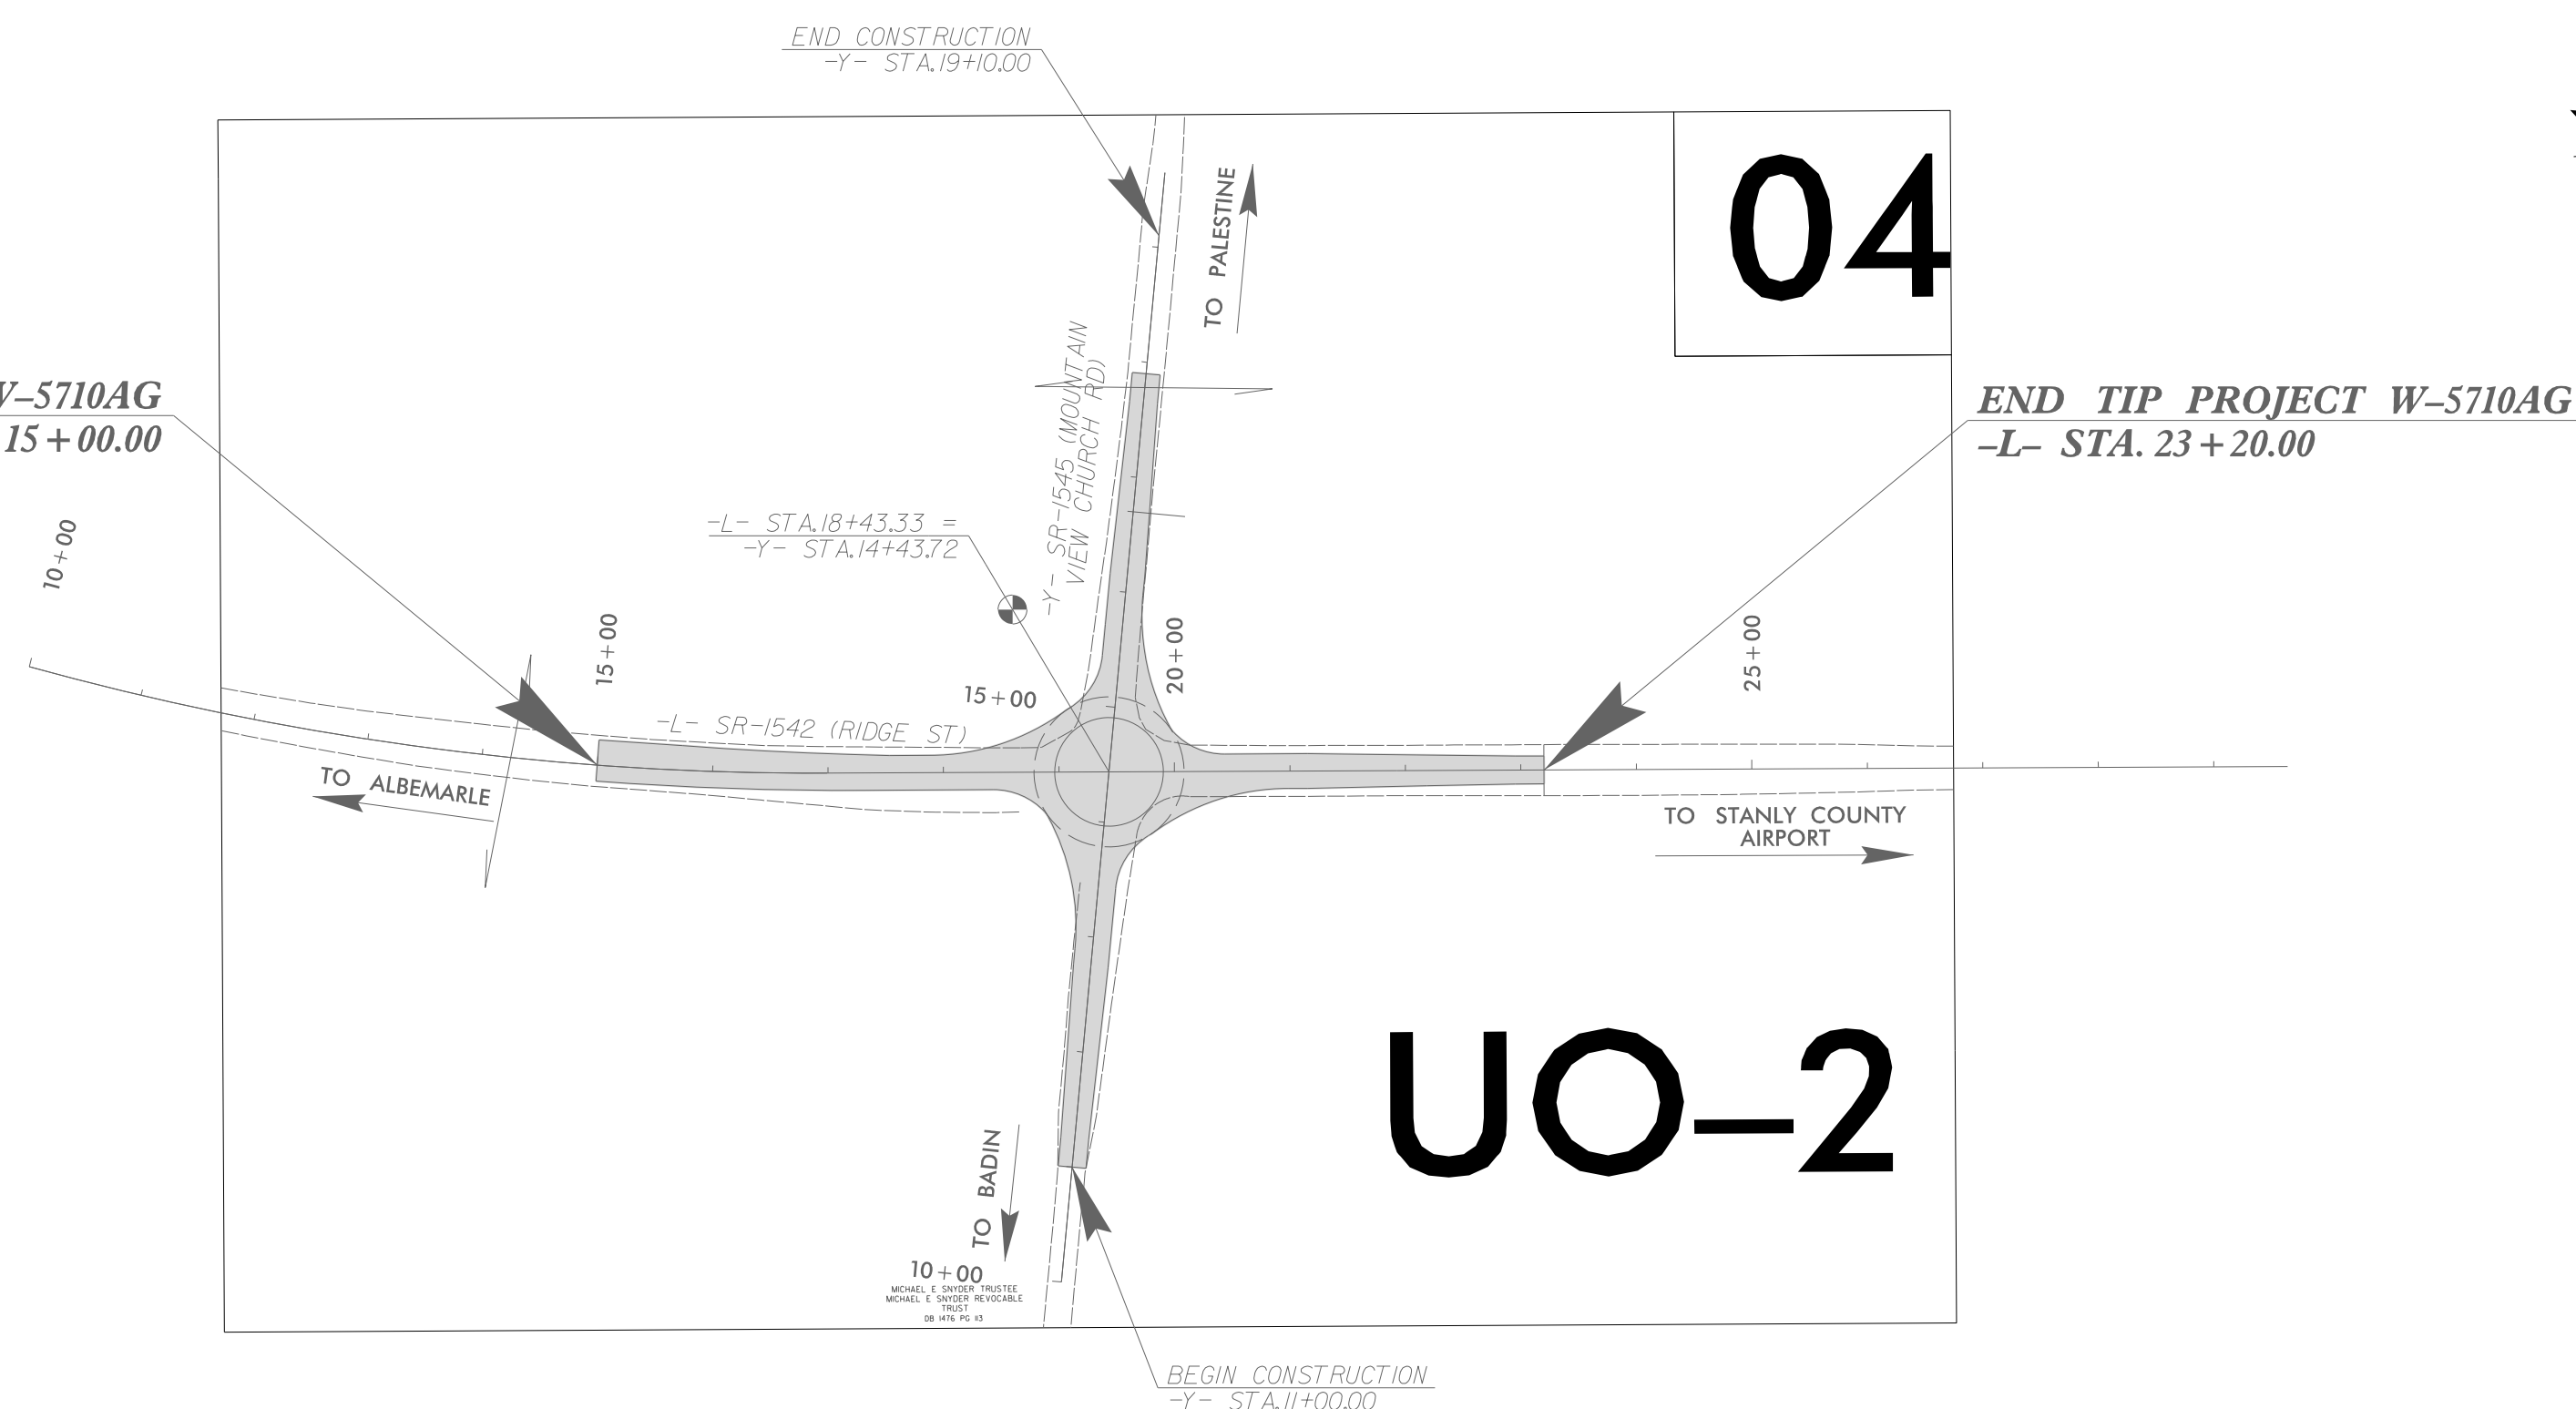 END CONSTRUCTION
-Y- STA.19+10.00
04
TO PALESTINE
W–5710AG
15+00.00
END TIP PROJECT W–5710AG
–L– STA. 23+20.00
-Y- SR-1545 (MOUNTAIN
VIEW CHURCH RD)
-L- STA.18+43.33 =
-Y- STA.14+43.72
10+00
15+00
15+00
20+00
25+00
-L- SR-1542 (RIDGE ST)
TO ALBEMARLE
TO STANLY COUNTY
AIRPORT
UO–2
TO BADIN
10+00
MICHAEL E SNYDER TRUSTEE
MICHAEL E SNYDER REVOCABLE
TRUST
DB 1476 PG 113
BEGIN CONSTRUCTION
-Y- STA.11+00.00